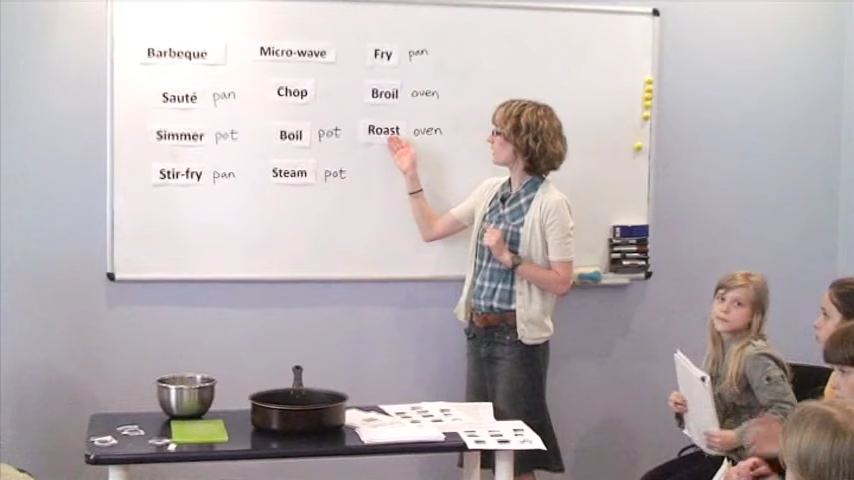 Barbeque Micro-wave Fry pan
Sauté pan Chop Broil oven
Simmer pot Boil pot Roast oven
Stir-fry pan Steam pot